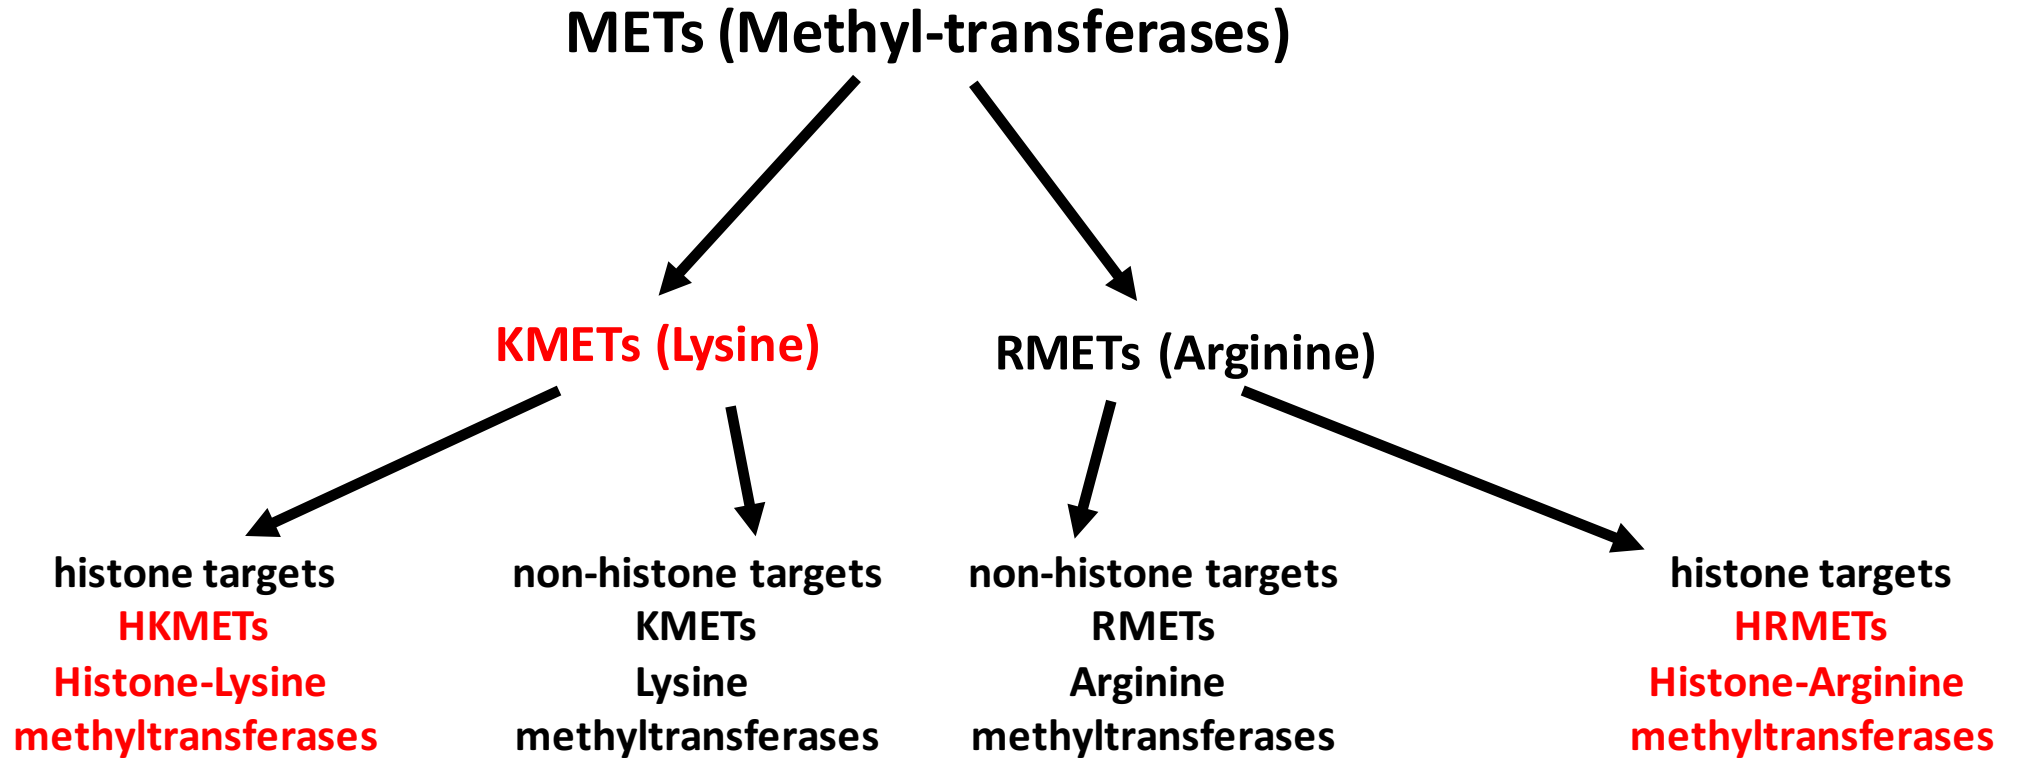 METs (Methyl-transferases)
KMETs (Lysine)
RMETs (Arginine)
histone targets
HKMETs
Histone-Lysine
methyltransferases
non-histone targets
KMETs
Lysine
methyltransferases
non-histone targets
RMETs
Arginine
methyltransferases
histone targets
HRMETs
Histone-Arginine
methyltransferases